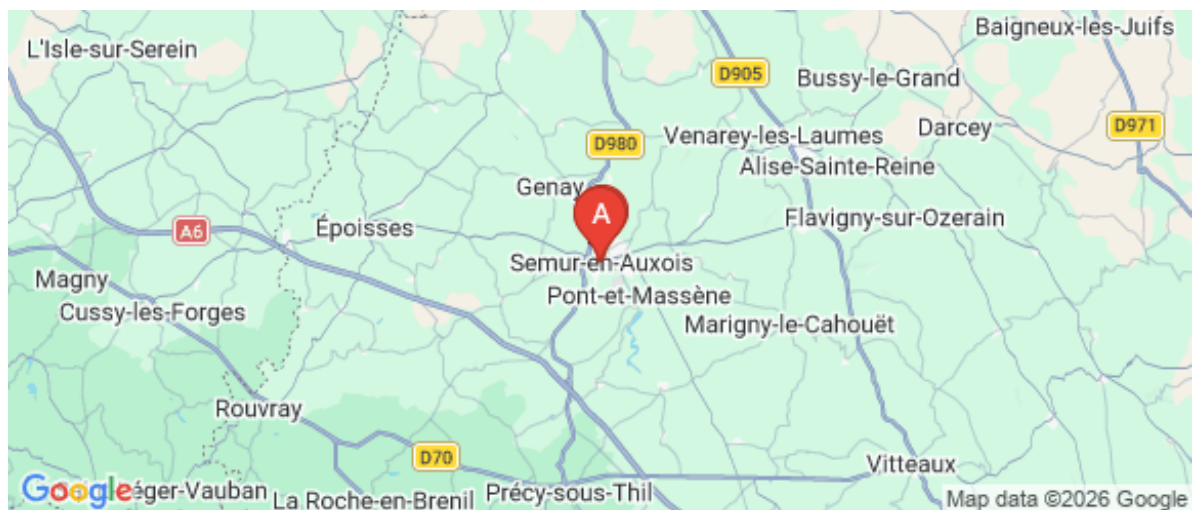 Baigneux-les-Juifs
L'Isle-sur-Serein
D905
Bussy-le-Grand
D971
Darcey
Venarey-les-Laumes
D980
Alise-Sainte-Reine
Genay
A
Flavigny-sur-Ozerain
Époisses
A6
Semur-en-Auxois
Magny
Pont-et-Massène
Cussy-les-Forges
Marigny-le-Cahouët
Rouvray
D70
Vitteaux
Google
éger-Vauban
La Roche-en-Brenil
Précy-sous-Thil
Map data ©2026 Google